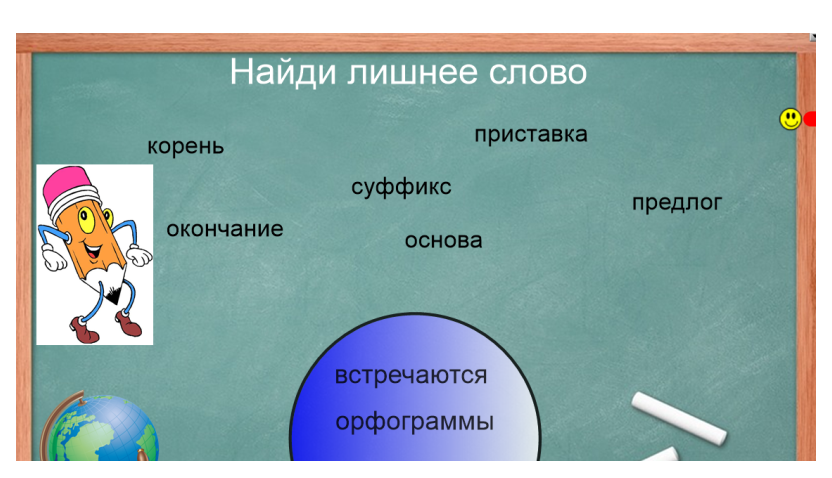 Найди лишнее слово
корень
приставка
суффикс
предлог
окончание
основа
встречаются
орфограммы